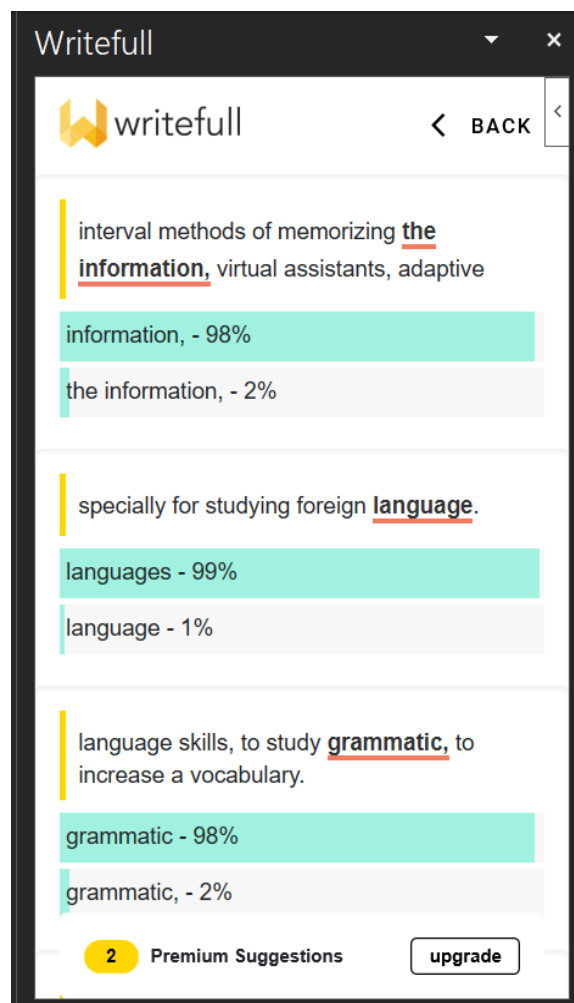 Writefull
writefull
BACK
interval methods of memorizing the
information, virtual assistants, adaptive
information, - 98%
the information, - 2%
specially for studying foreign language.
languages - 99%
language - 1%
language skills, to study grammatic, to
increase a vocabulary.
grammatic - 98%
grammatic, - 2%
2 Premium Suggestions upgrade